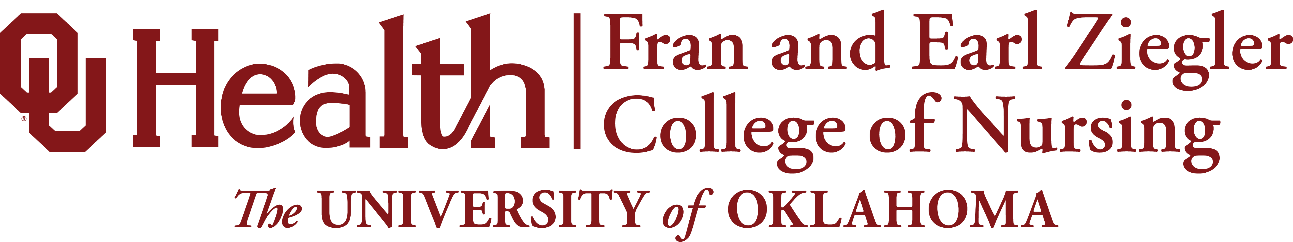 OU Health
Fran and Earl Ziegler
College of Nursing
The UNIVERSITY of OKLAHOMA